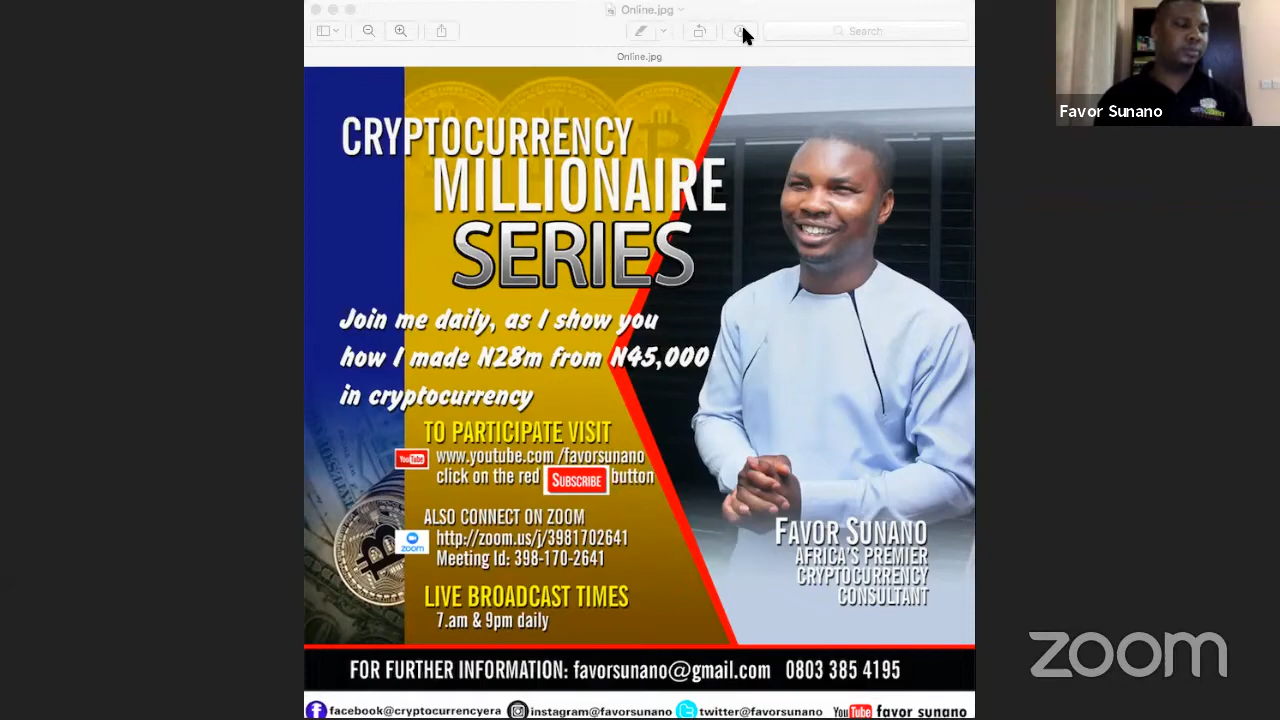 Online.jpg
Search
Online.jpg
Favor Sunano
CRYPTOCURRENCY
MILLIONAIRE
SERIES
Join me daily, as I show you
how I made N28m from N45,000
in cryptocurrency
TO PARTICIPATE VISIT
YouTube www.youtube.com /favorsunano
click on the red SUBSCRIBE button
ALSO CONNECT ON ZOOM
zoom http://zoom.us/j/3981702641
Meeting Id: 398-170-2641
LIVE BROADCAST TIMES
7.am & 9pm daily
FAVOR SUNANO
AFRICA'S PREMIER
CRYPTOCURRENCY
CONSULTANT
FOR FURTHER INFORMATION: favorsunano@gmail.com 0803 385 4195
facebook@cryptocurrencyera instagram@favorsunano twitter@favorsunano YouTube favor sunano
zoom